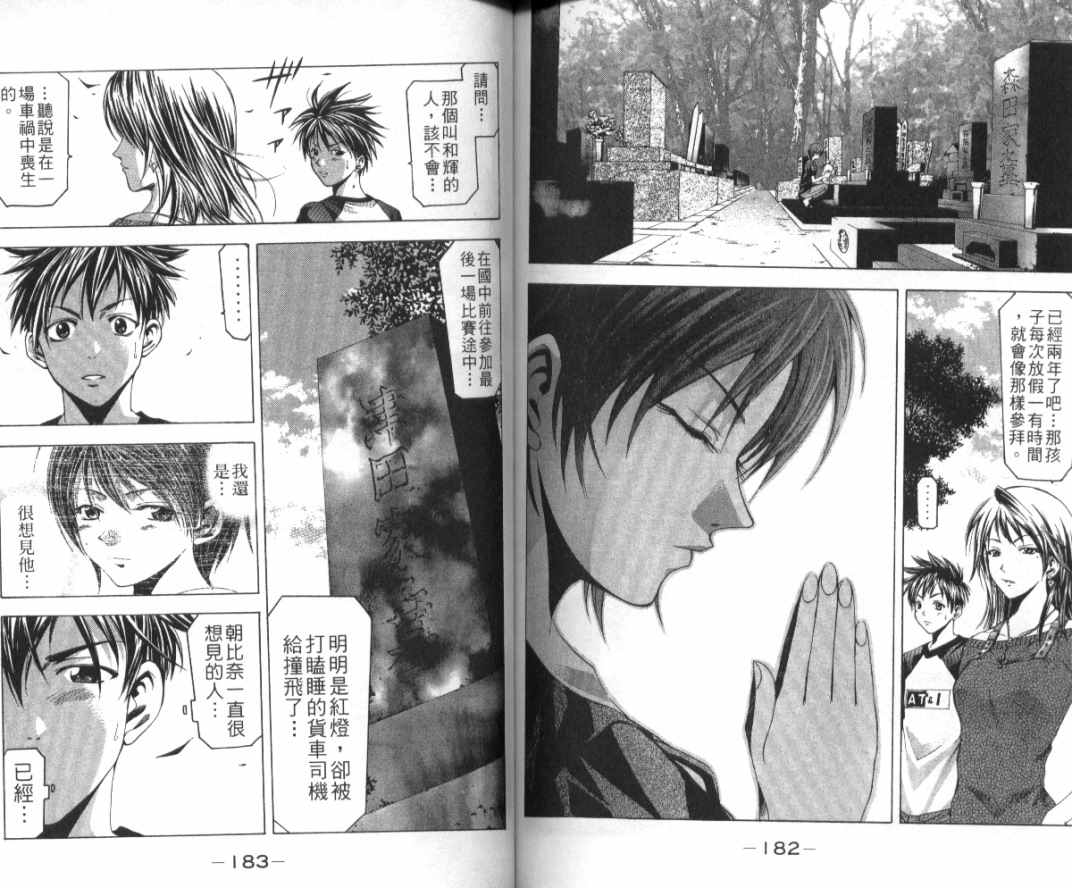 森田家之墓
已經兩年了吧…那孩
子每次放假一有時間
，就會像那樣參拜。
……
AT&I
－182－
請問…
那個叫和輝的
人，該不會…
…聽說是在一
場車禍中喪生
的。
在國中前往參加最
後一場比賽途中…
明明是紅燈，卻被
打瞌睡的貨車司機
給撞飛了…
………
我還
是…
很想見他…
朝比奈一直很
想見的人…
已經…
－183－